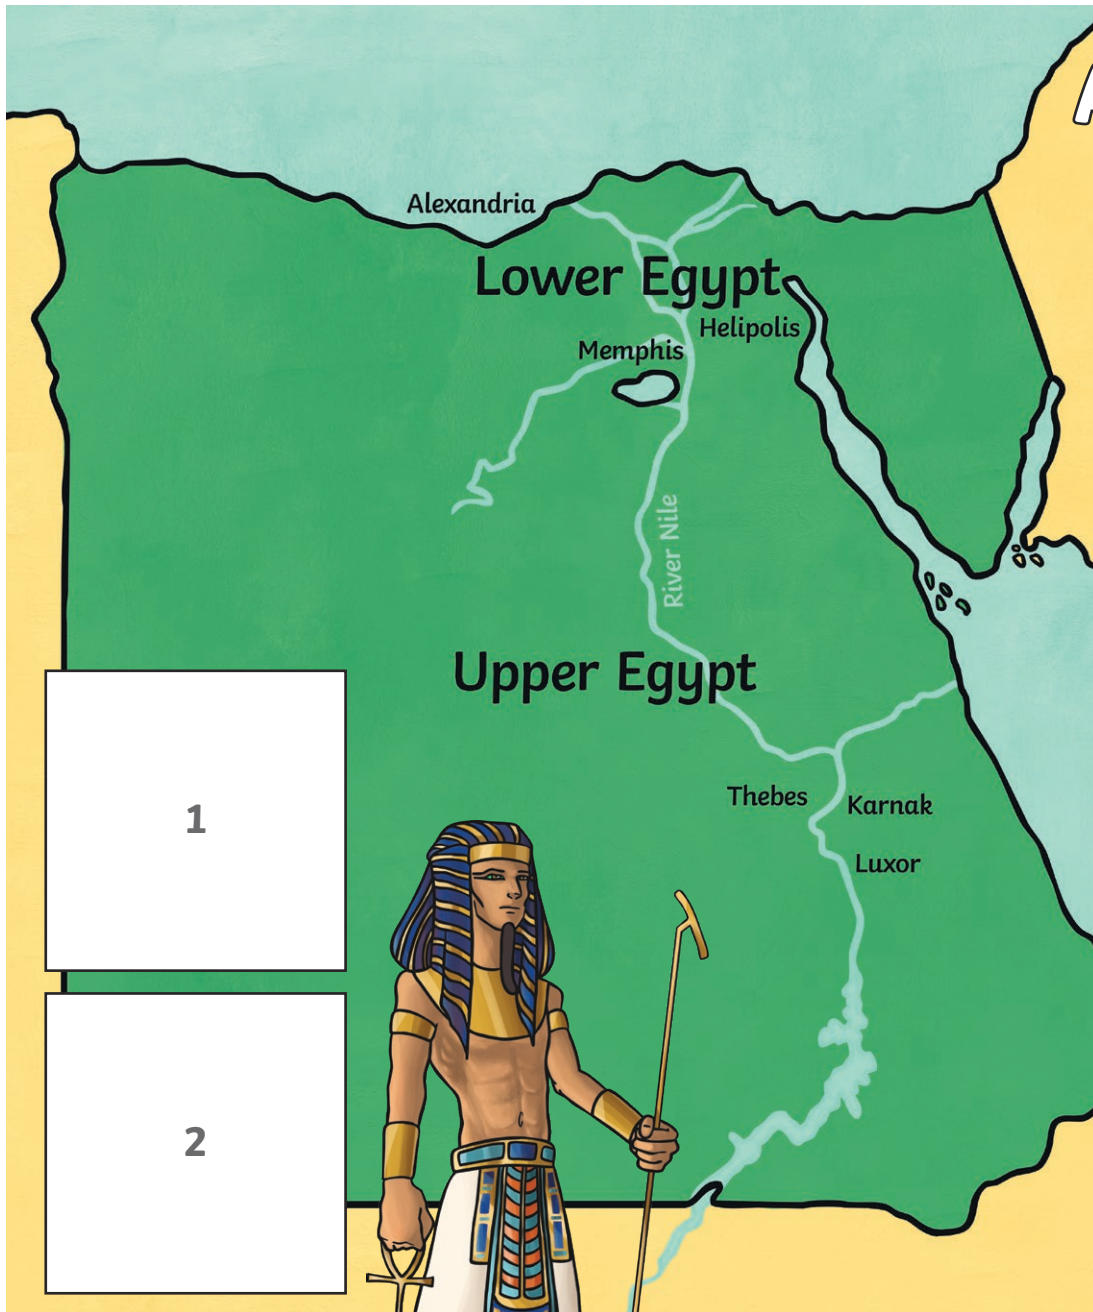 Alexandria
Lower Egypt
Helipolis
Memphis
River Nile
Upper Egypt
Thebes
Karnak
Luxor
1
2